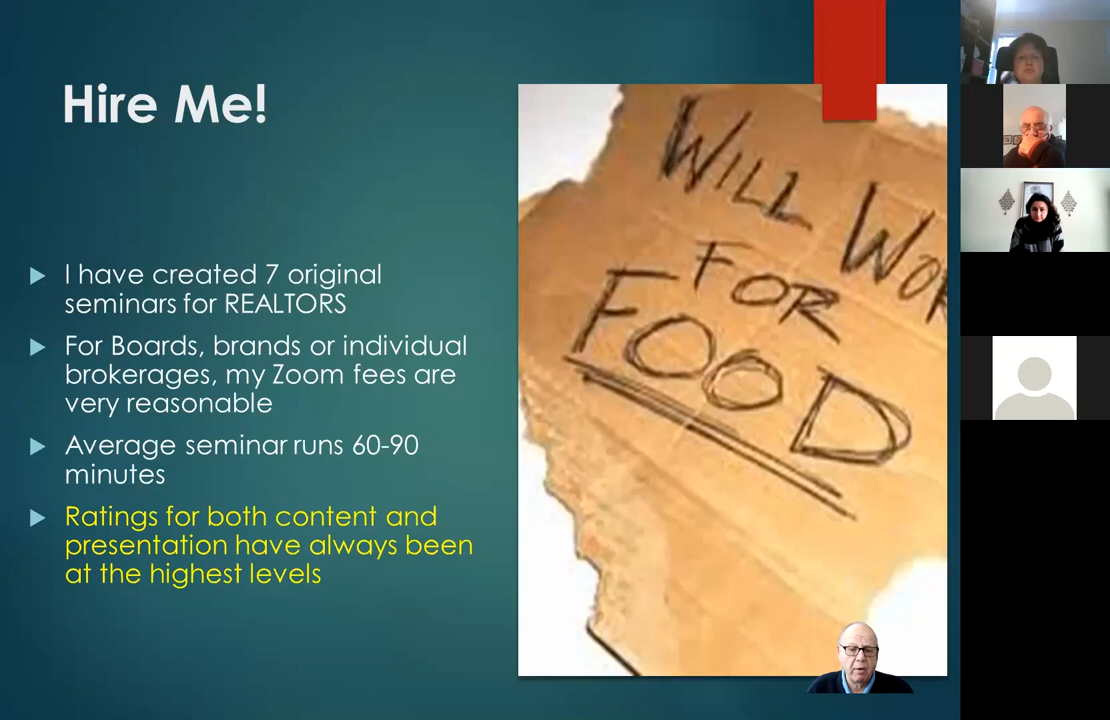 Hire Me!
I have created 7 original
seminars for REALTORS
For Boards, brands or individual
brokerages, my Zoom fees are
very reasonable
Average seminar runs 60-90
minutes
Ratings for both content and
presentation have always been
at the highest levels
WILL WOR
FOR
FOOD